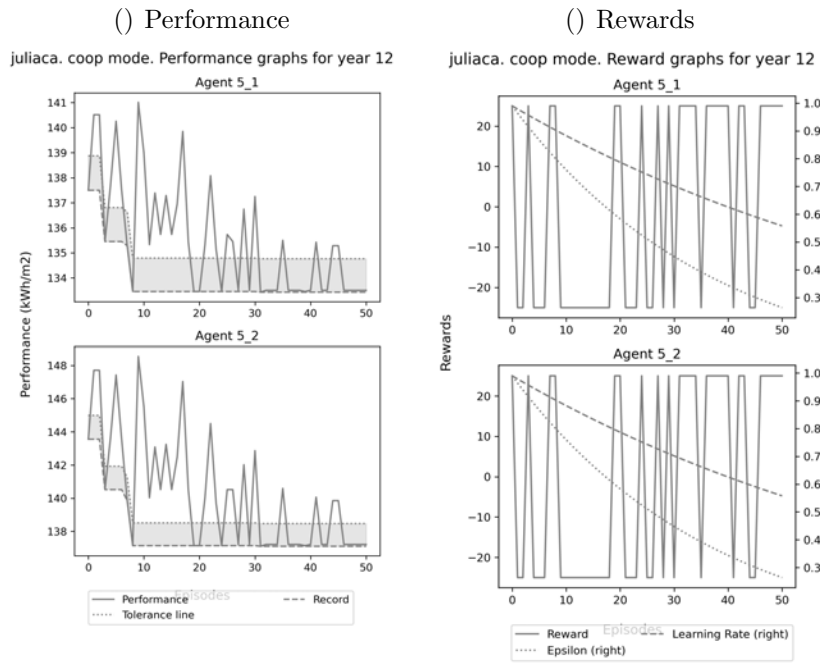 () Performance
() Rewards
juliaca. coop mode. Performance graphs for year 12
Agent 5_1
141
140
139
138
137
136
135
134
0 10 20 30 40 50
Agent 5_2
148
146
144
142
140
138
0 10 20 30 40 50
Performance (kWh/m2)
Episodes
Performance
Record
Tolerance line
juliaca. coop mode. Reward graphs for year 12
Agent 5_1
20
10
0
−10
−20
1.0
0.9
0.8
0.7
0.6
0.5
0.4
0.3
0 10 20 30 40 50
Agent 5_2
20
10
0
−10
−20
1.0
0.9
0.8
0.7
0.6
0.5
0.4
0.3
0 10 20 30 40 50
Rewards
Episodes
Reward
Learning Rate (right)
Epsilon (right)